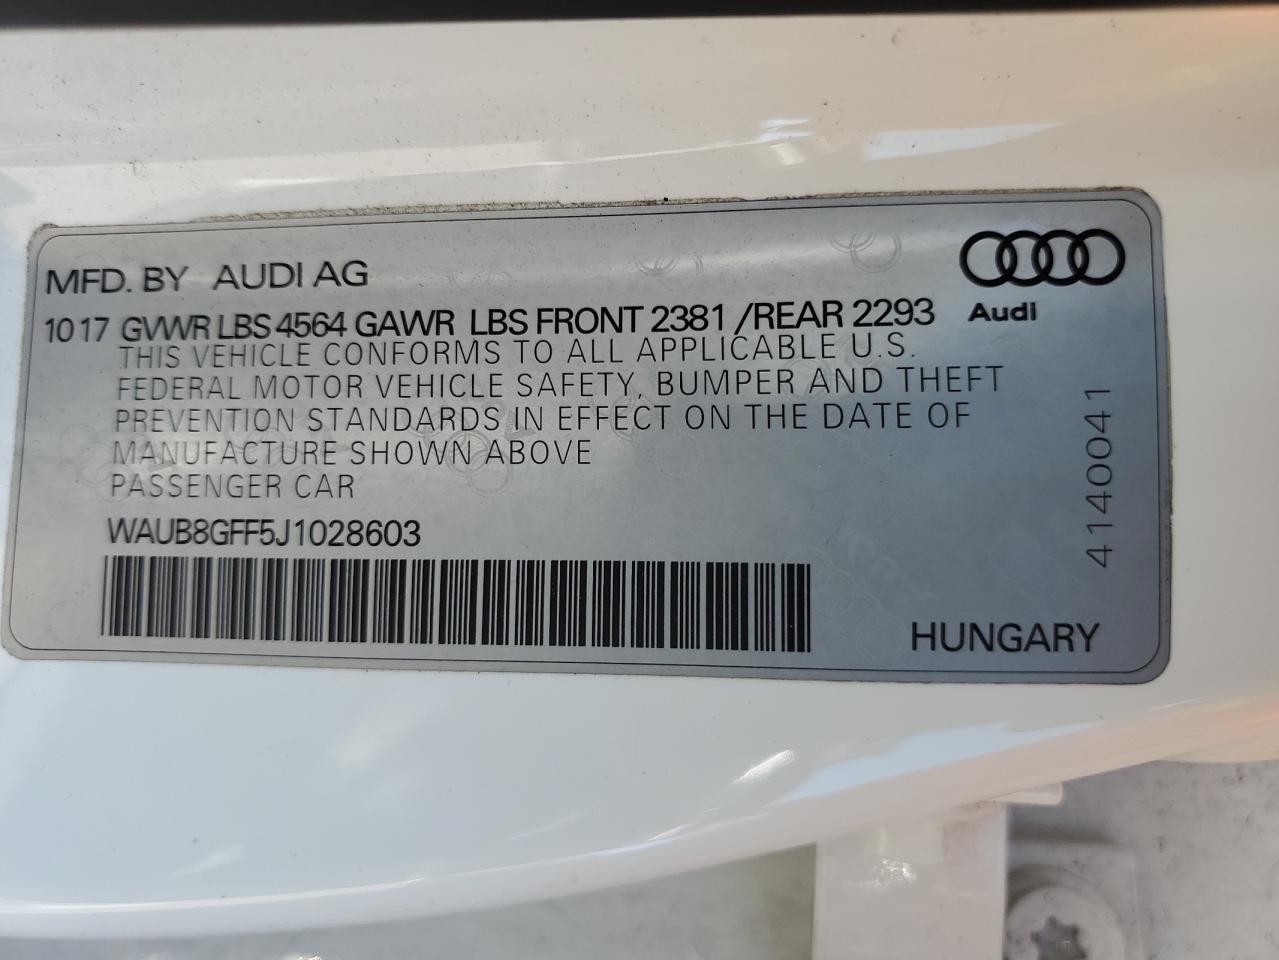 MFD. BY AUDI AG
Audi
10 17 GVWR LBS 4564 GAWR LBS FRONT 2381 /REAR 2293
THIS VEHICLE CONFORMS TO ALL APPLICABLE U.S.
FEDERAL MOTOR VEHICLE SAFETY, BUMPER AND THEFT
PREVENTION STANDARDS IN EFFECT ON THE DATE OF
MANUFACTURE SHOWN ABOVE
PASSENGER CAR
WAUB8GFF5J1028603
4140041
HUNGARY